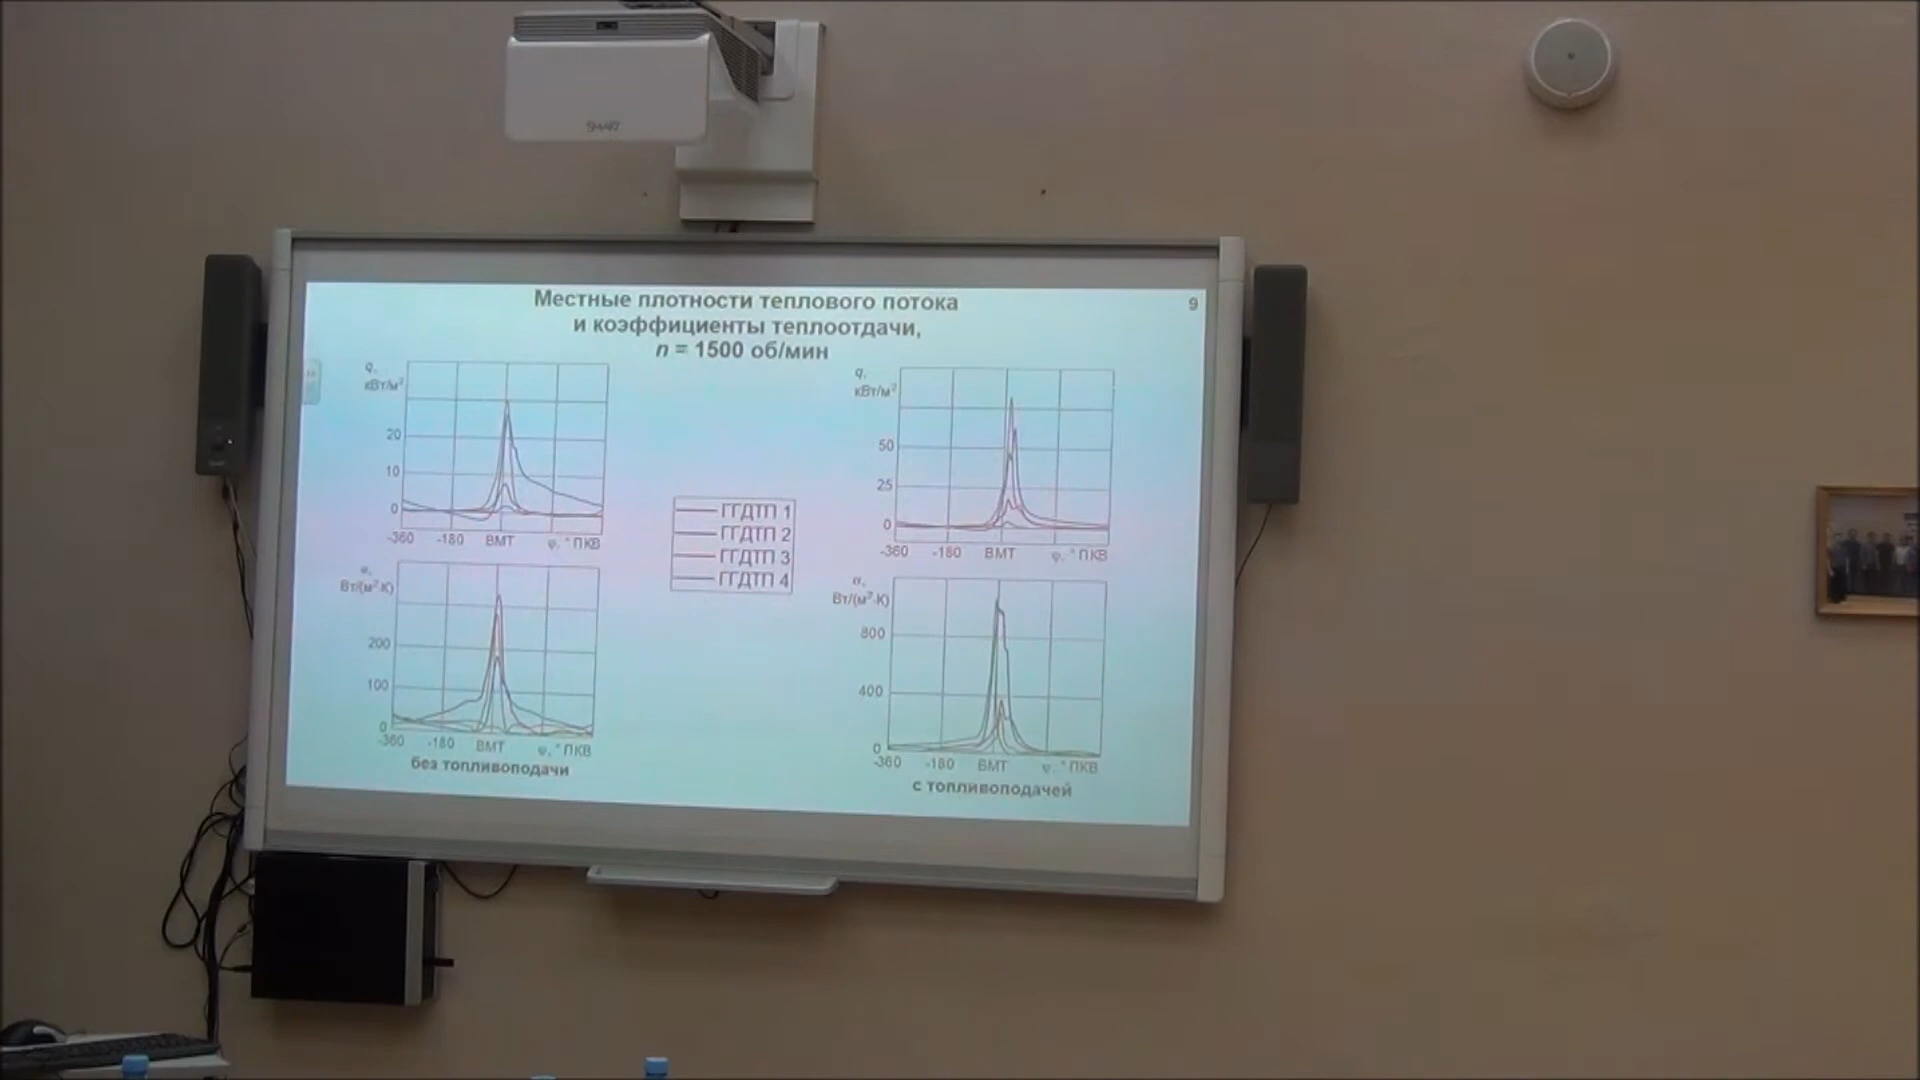 SMART
Местные плотности теплового потока
и коэффициенты теплоотдачи,
n = 1500 об/мин
9
q,
кВт/м²
20
10
0
-360 -180 ВМТ φ, ° ПКВ
q,
кВт/м²
50
25
0
-360 -180 ВМТ φ, ° ПКВ
ГГДТП 1
ГГДТП 2
ГГДТП 3
ГГДТП 4
α,
Вт/(м²·К)
200
100
0
-360 -180 ВМТ φ, ° ПКВ
без топливоподачи
α,
Вт/(м²·К)
800
400
0
-360 -180 ВМТ φ, ° ПКВ
с топливоподачей